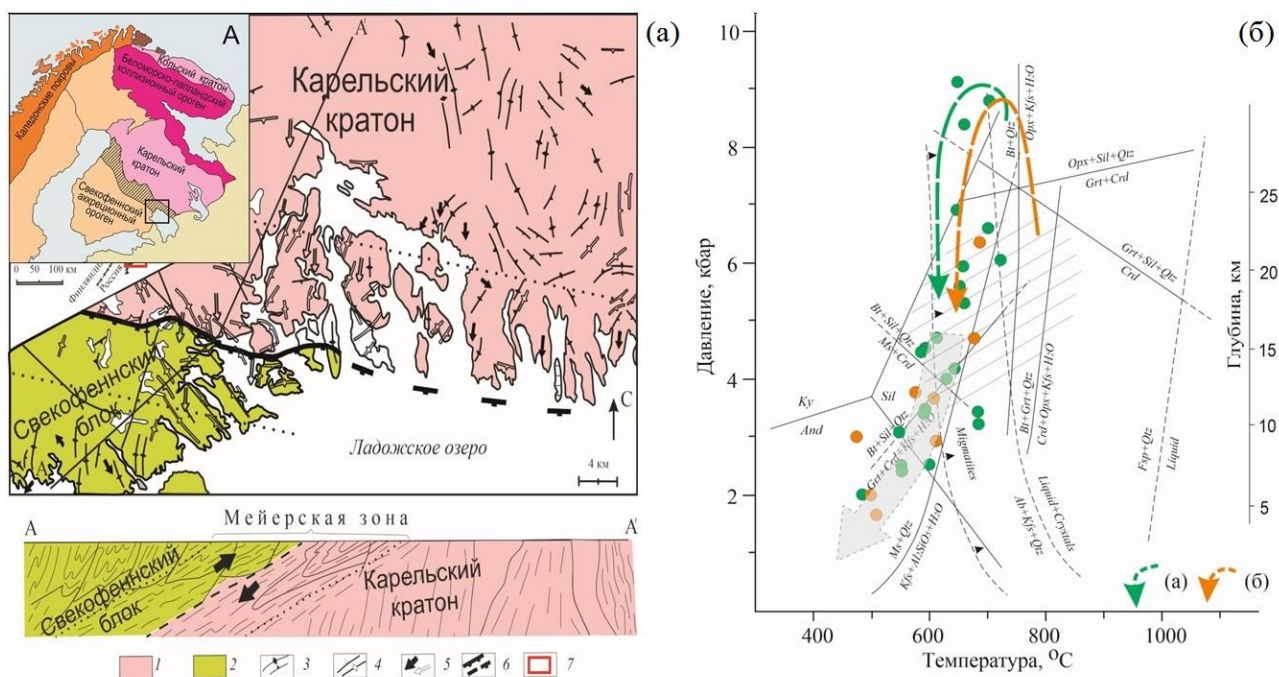 (а)
A
Каледонские покровы
Кольский кратон
Беломорско-лапландский
коллизионный ороген
Карельский
кратон
Свекофеннский
аккреционный
ороген
0 50 100 км
Финляндия
Россия
A'
Карельский
кратон
Свекофеннский
блок
A
Ладожское озеро
С
4 км
A
Мейерская зона
A'
Свекофеннский
блок
Карельский
кратон
1 2 3 4 5 6 7
(б)
Давление, кбар
10
8
6
4
2
400 600 800 1000
Температура, °C
Глубина, км
25
20
15
10
5
Bt+Qtz
Opx+Kfs+H2O
Opx+Sil+Qtz
Grt+Crd
Grt+Sil+Qtz
Crd
Bt+Sil+Qtz
Ms+Crd
Ky
And
Sil
Bt+Sil+Qtz
Grt+Crd+Kfs+H2O
Migmatites
Bt+Grt+Qtz
Crd+Opx+Kfs+H2O
Fsp+Qtz
Liquid
Ms+Qtz
Kfs+Al2SiO5+H2O
Liquid+Crystals
Ab+Kfs+Qtz
(а)
(б)